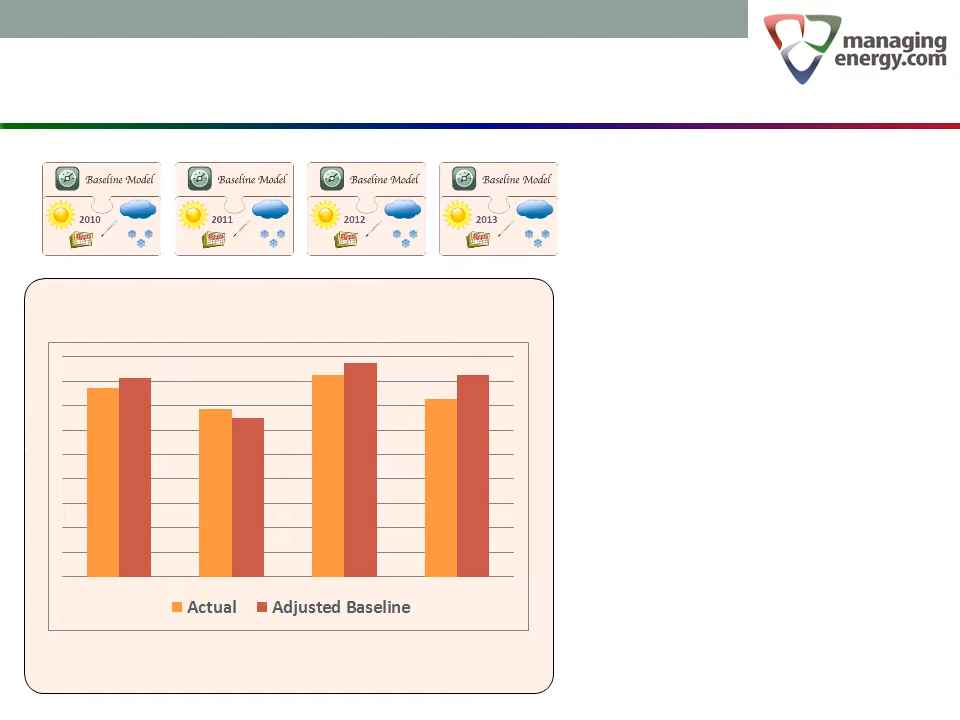 managing
energy.com
Baseline Model
2010
Baseline Model
2011
Baseline Model
2012
Baseline Model
2013
Actual
Adjusted Baseline